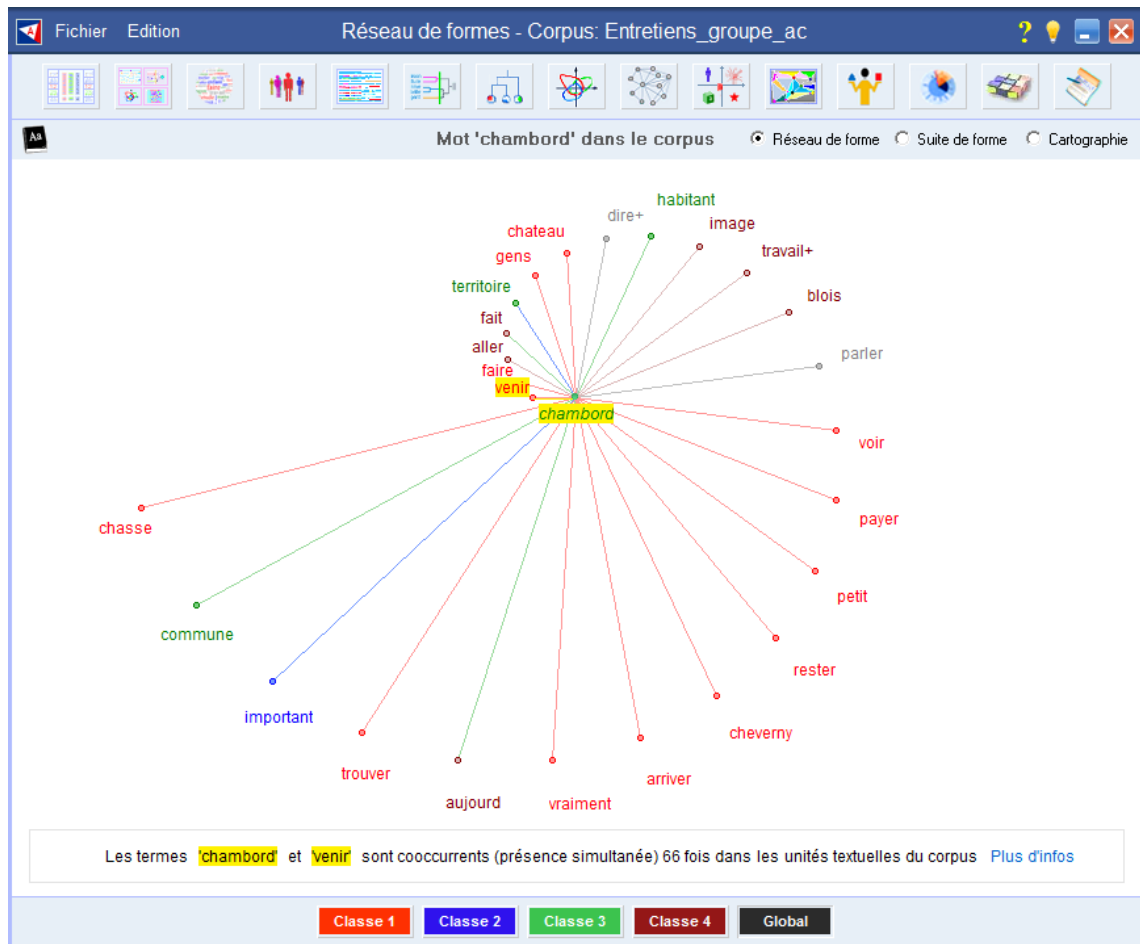 Fichier Edition Réseau de formes - Corpus: Entretiens_groupe_ac ?
Aa Mot 'chambord' dans le corpus Réseau de forme Suite de forme Cartographie
habitant
dire+
image
chateau
travail+
gens
territoire
blois
fait
aller
parler
faire
venir
chambord
voir
payer
chasse
petit
commune
rester
important
cheverny
trouver
arriver
aujourd
vraiment
Les termes 'chambord' et 'venir' sont cooccurrents (présence simultanée) 66 fois dans les unités textuelles du corpus Plus d'infos
Classe 1 Classe 2 Classe 3 Classe 4 Global